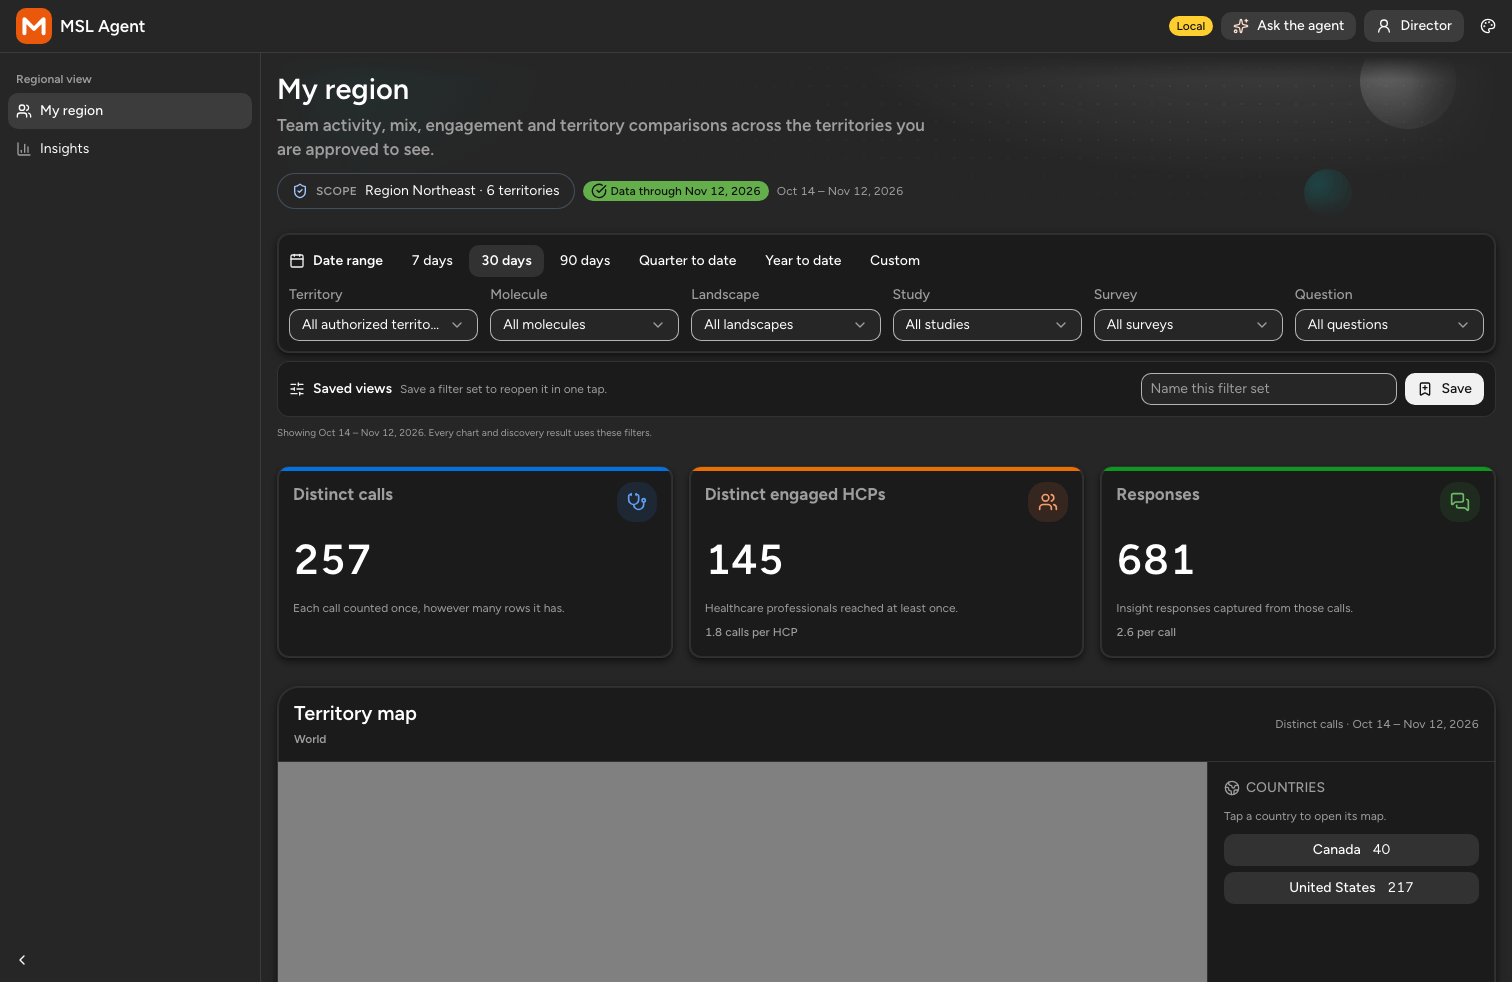 MSL Agent
Local
Ask the agent
Director
Regional view
My region
Insights
My region
Team activity, mix, engagement and territory comparisons across the territories you
are approved to see.
SCOPE Region Northeast · 6 territories
Data through Nov 12, 2026
Oct 14 – Nov 12, 2026
Date range
7 days
30 days
90 days
Quarter to date
Year to date
Custom
Territory
Molecule
Landscape
Study
Survey
Question
All authorized territo...
All molecules
All landscapes
All studies
All surveys
All questions
Saved views
Save a filter set to reopen it in one tap.
Name this filter set
Save
Showing Oct 14 – Nov 12, 2026. Every chart and discovery result uses these filters.
Distinct calls
257
Each call counted once, however many rows it has.
Distinct engaged HCPs
145
Healthcare professionals reached at least once.
1.8 calls per HCP
Responses
681
Insight responses captured from those calls.
2.6 per call
Territory map
World
Distinct calls · Oct 14 – Nov 12, 2026
COUNTRIES
Tap a country to open its map.
Canada 40
United States 217